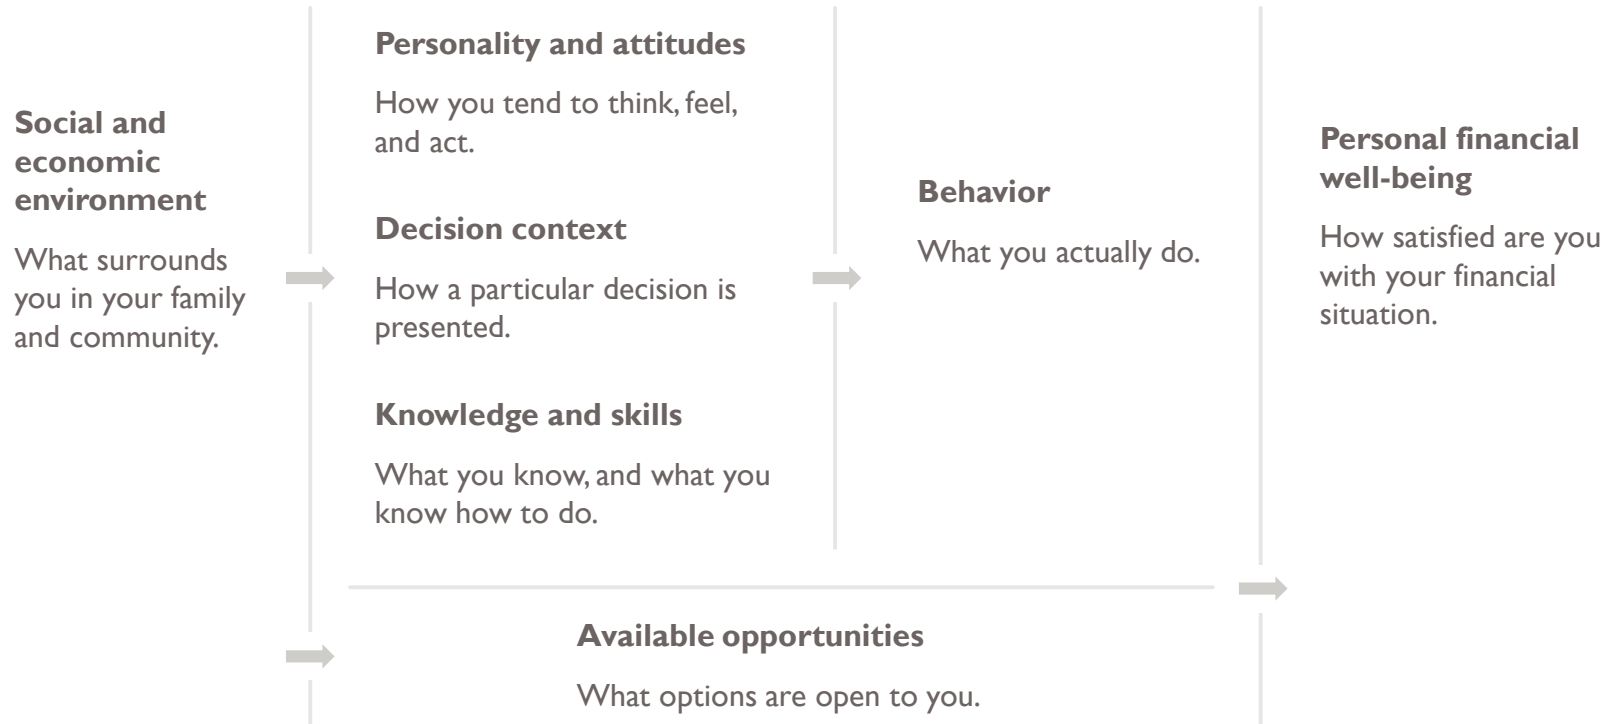 Social and
economic
environment
What surrounds
you in your family
and community.
Personality and attitudes
How you tend to think, feel,
and act.
Decision context
How a particular decision is
presented.
Knowledge and skills
What you know, and what you
know how to do.
Behavior
What you actually do.
Available opportunities
What options are open to you.
Personal financial
well-being
How satisfied are you
with your financial
situation.